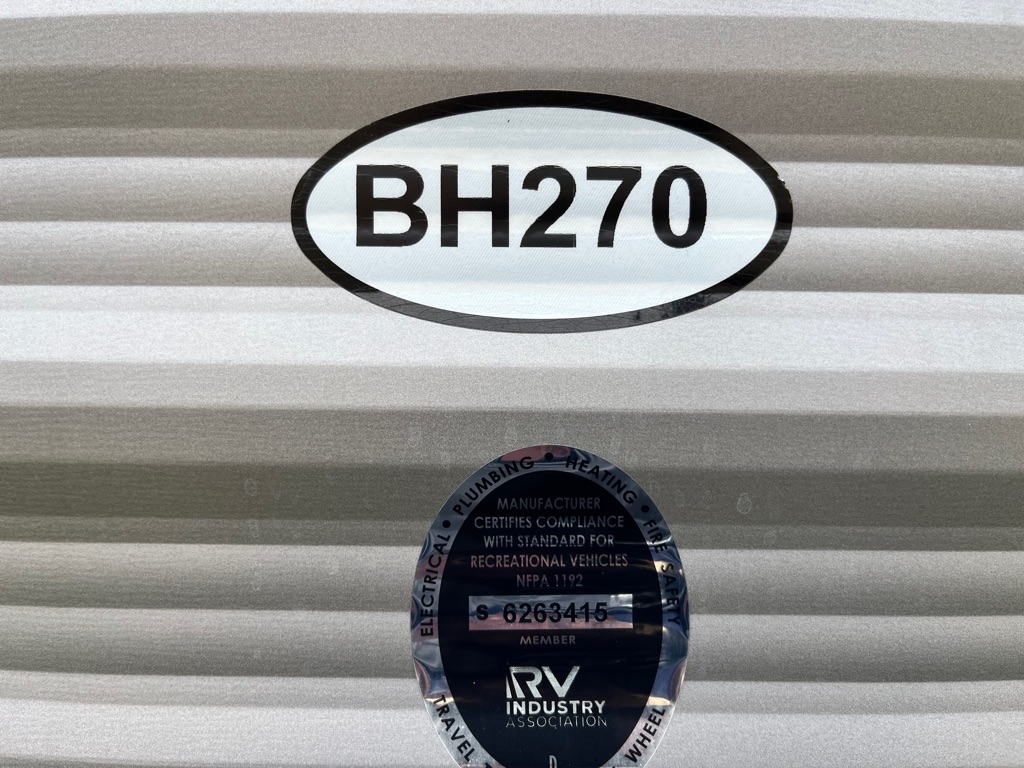 BH270
ELECTRICAL • PLUMBING • HEATING • FIRE SAFTY
MANUFACTURER
CERTIFIES COMPLIANCE
WITH STANDARD FOR
RECREATIONAL VEHICLES
NFPA 1192
S 6263415
MEMBER
RV
INDUSTRY
ASSOCIATION
TRAVEL
WHEEL